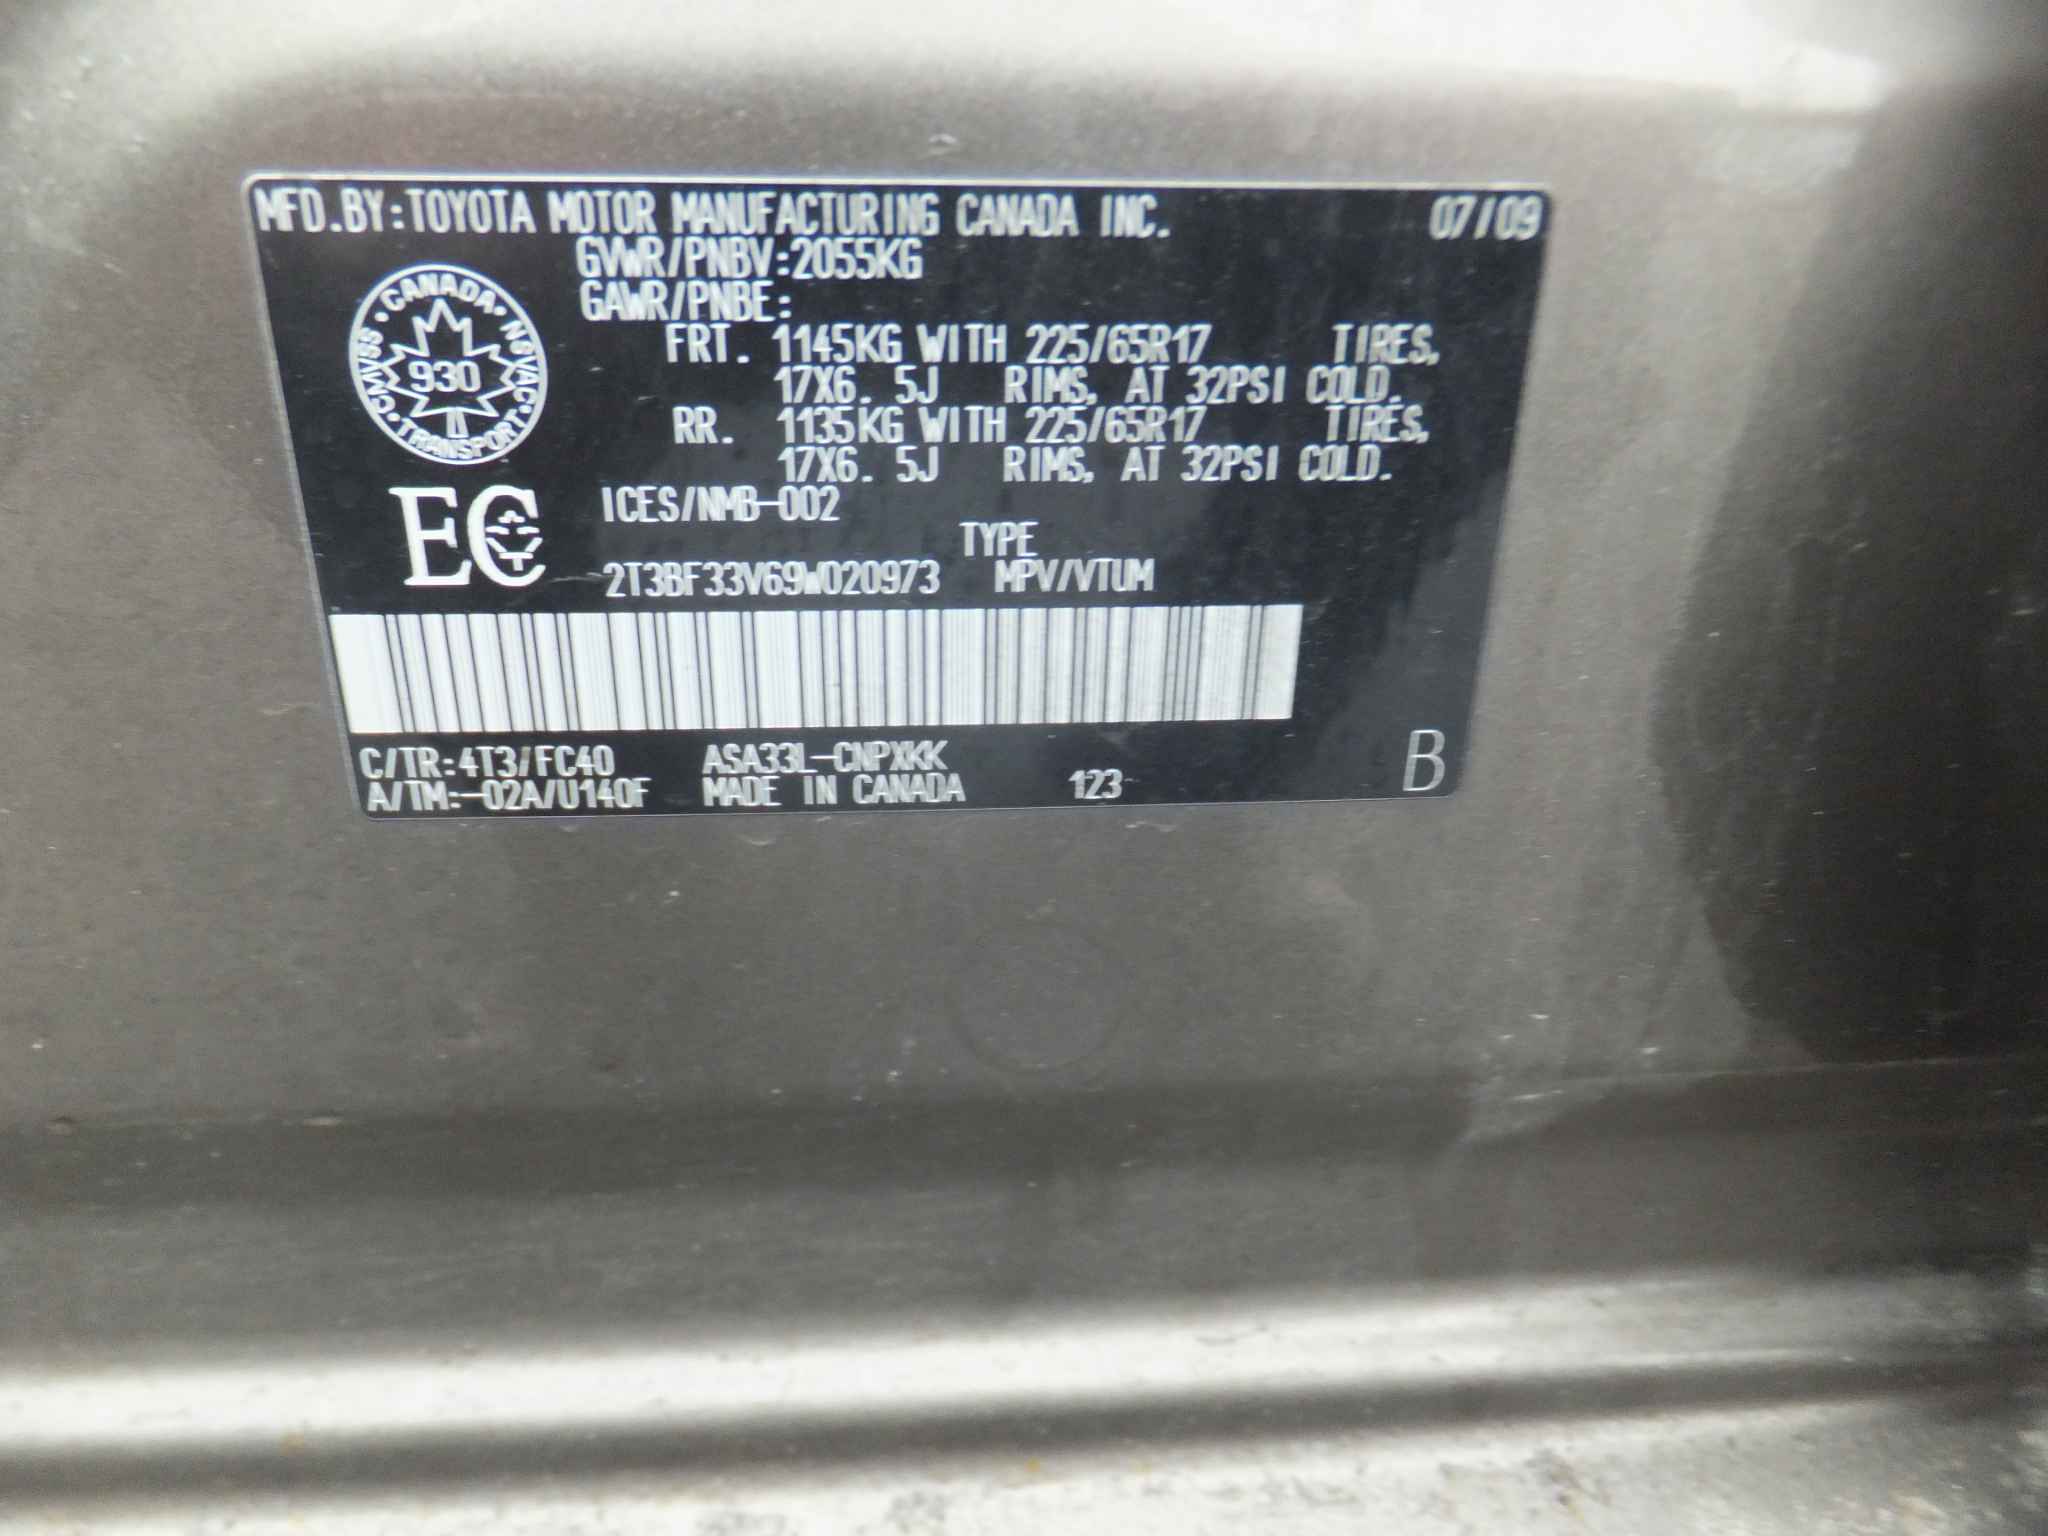 MFD.BY:TOYOTA MOTOR MANUFACTURING CANADA INC. 07/09
GVWR/PNBV:2055KG
GAWR/PNBE:
FRT. 1145KG WITH 225/65R17 TIRES,
17X6. 5J RIMS, AT 32PSI COLD.
RR. 1135KG WITH 225/65R17 TIRES,
17X6. 5J RIMS, AT 32PSI COLD.
CANADA • NSVAC • TRANSPORT • CMVSS •
930
EC
ICES/NMB-002
TYPE
2T3BF33V69W020973 MPV/VTUM
C/TR:4T3/FC40 ASA33L-CNPXKK
A/TM:-02A/U140F MADE IN CANADA 123
B